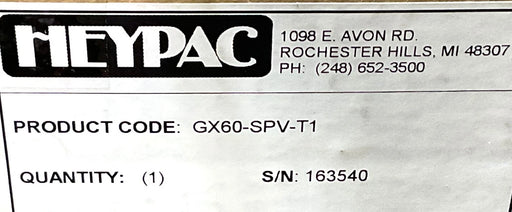 HEYPAC
1098 E. AVON RD.
ROCHESTER HILLS, MI 48307
PH: (248) 652-3500
PRODUCT CODE: GX60-SPV-T1
QUANTITY: (1) S/N: 163540